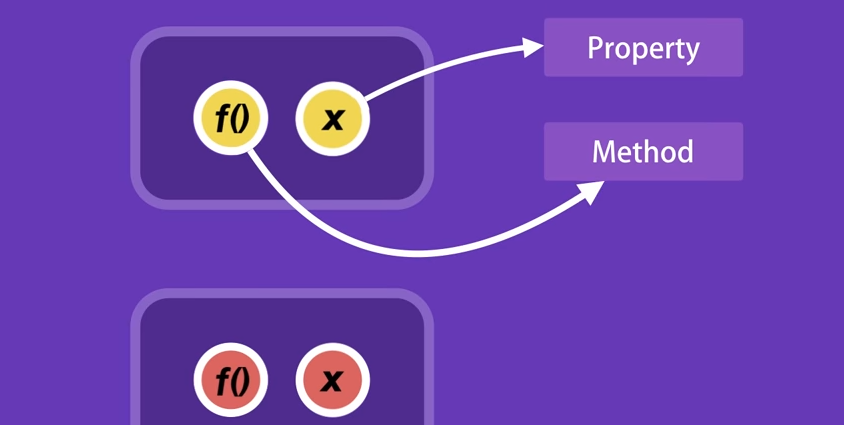 Property
f() x
Method
f() x